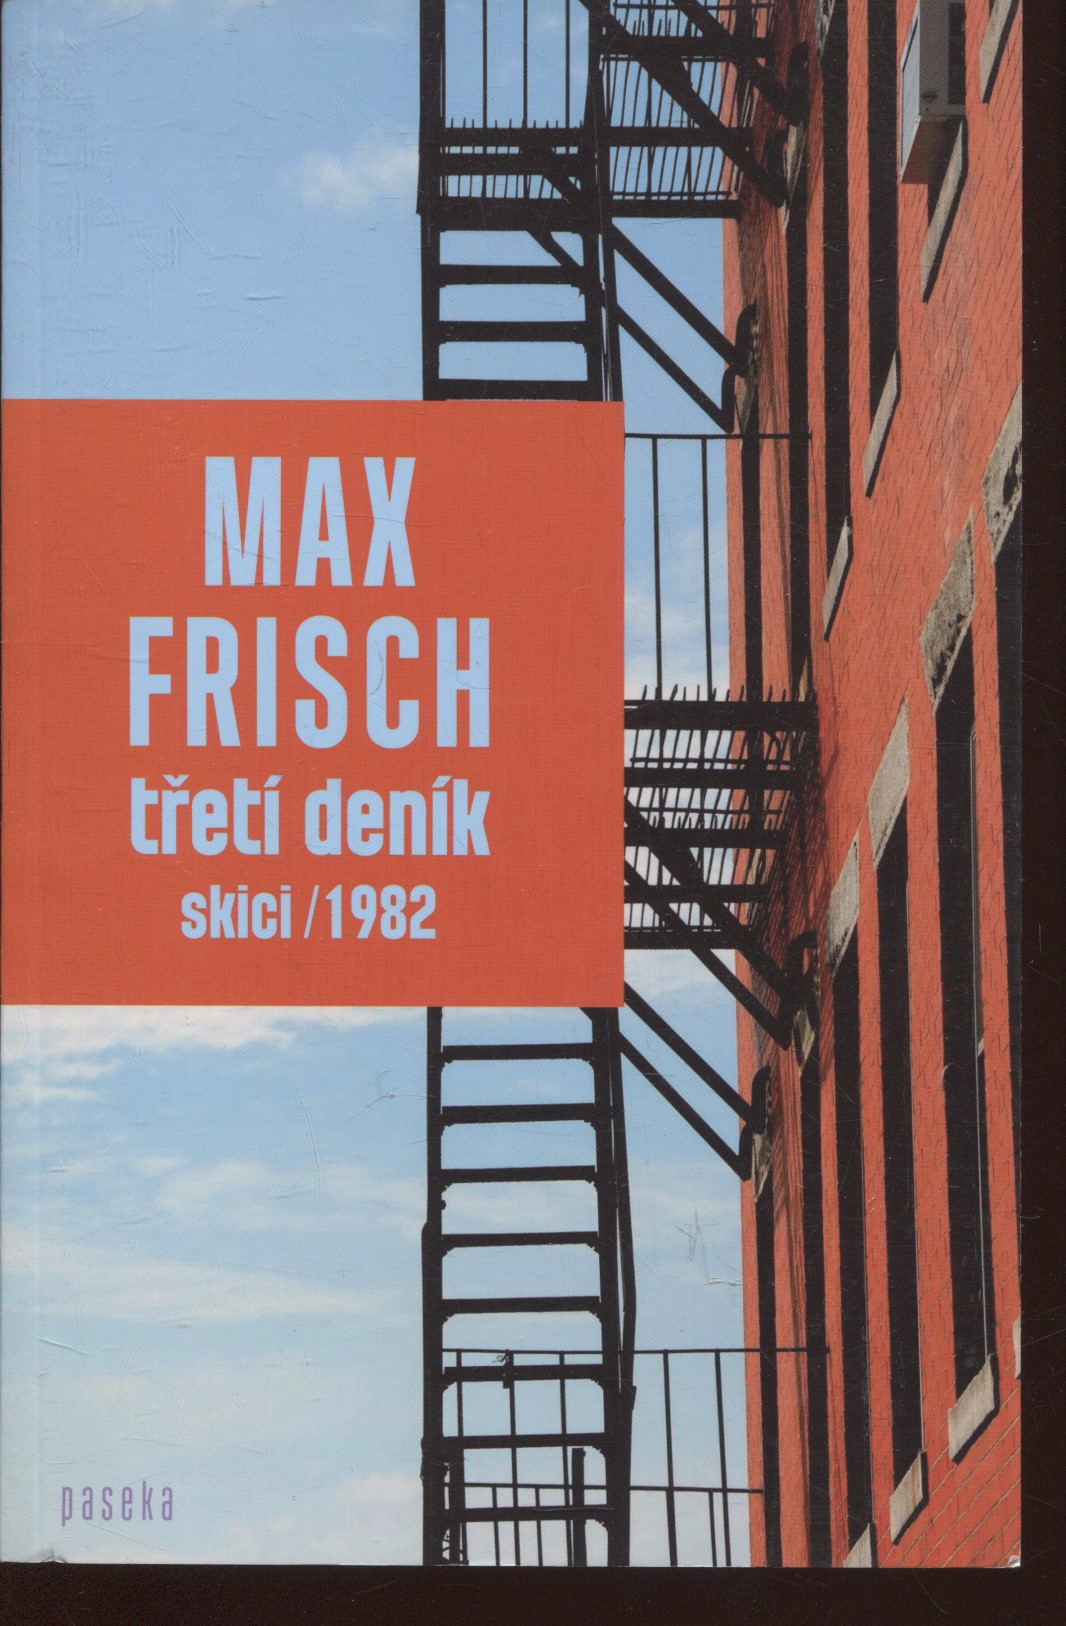 MAX
FRISCH
třetí deník
skici / 1982
paseka